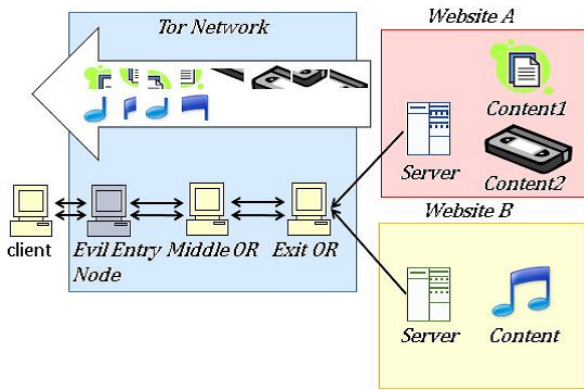 Tor Network
Website A
Content1
Server
Content2
client
Evil Entry
Node
Middle OR
Exit OR
Website B
Server
Content